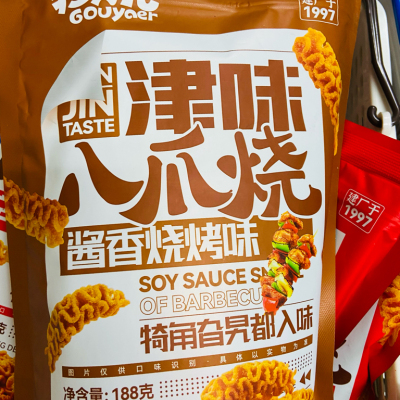 Gouyaer
建厂于
1997
JIN
TASTE
津味
八爪烧
酱香烧烤味
SOY SAUCE
OF BARBECU
犄角旮旯都入味
图片仅供口味识别·具体以实物为准
净含量:188克
建厂于
1997